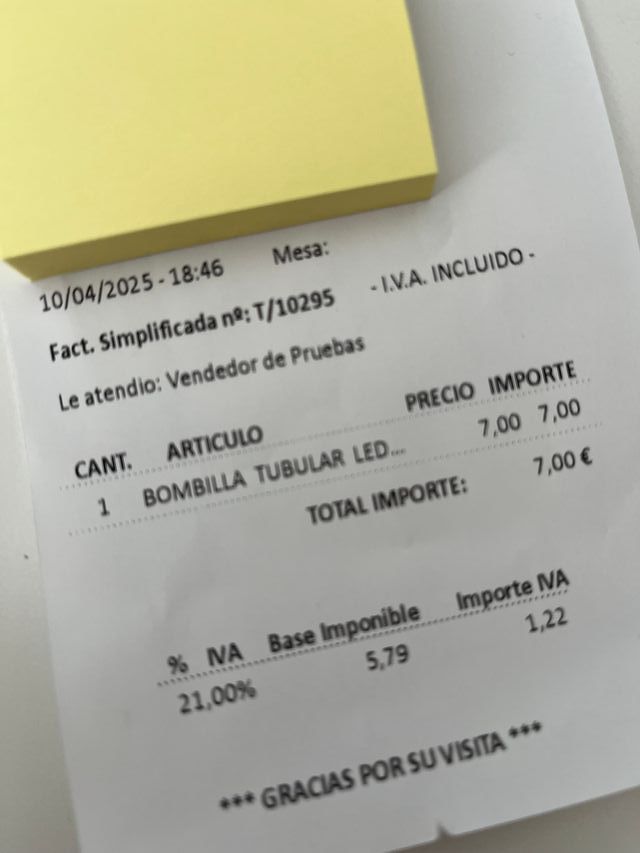 10/04/2025 - 18:46 Mesa:
Fact. Simplificada nº: T/10295 - I.V.A. INCLUIDO -
Le atendio: Vendedor de Pruebas
CANT. ARTICULO PRECIO IMPORTE
1 BOMBILLA TUBULAR LED... 7,00 7,00
TOTAL IMPORTE: 7,00 €
% IVA Base Imponible Importe IVA
21,00% 5,79 1,22
*** GRACIAS POR SU VISITA ***